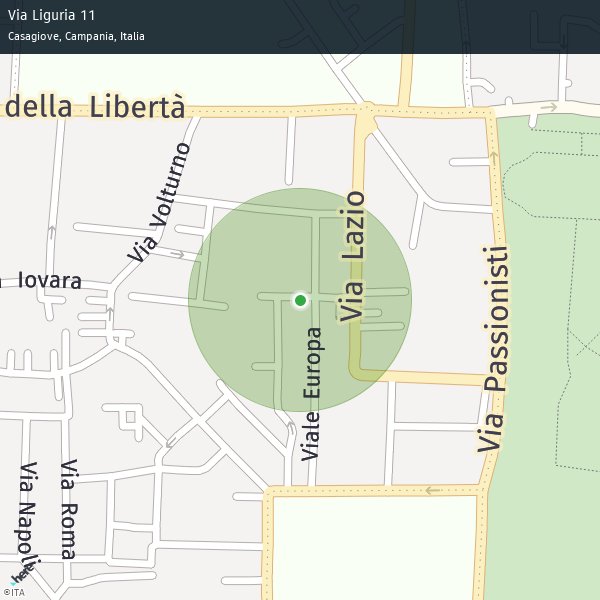 Via Liguria 11
Casagiove, Campania, Italia
della Libertà
Via Volturno
Via Lazio
Iovara
Via Passionisti
Viale Europa
Via Napoli
Via Roma
here
©ITA